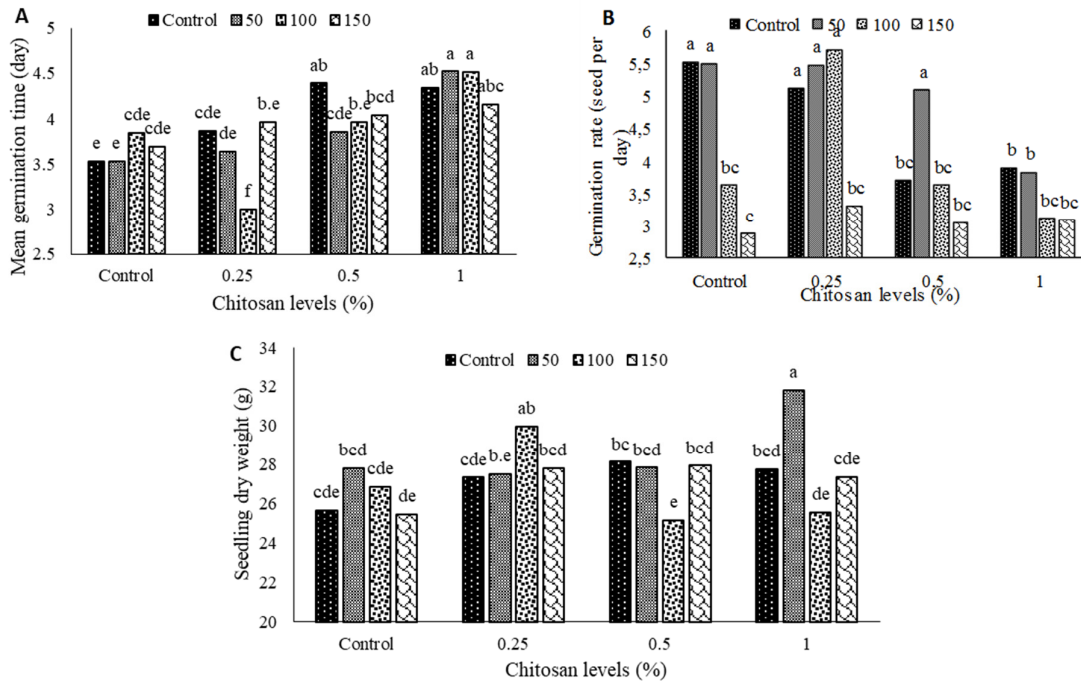 A
Control 50 100 150
Mean germination time (day)
5
4.5
4
3.5
3
2.5
e e cde cde
cde de f b.e
ab cde b.e bcd
ab a a abc
Control 0.25 0.5 1
Chitosan levels (%)
B
Control 50 100 150
Germination rate (seed per
day)
6
5,5
5
4,5
4
3,5
3
2,5
a a bc c
a a a bc
bc a bc bc
b b bc bc
Control 0,25 0,5 1
Chitosan levels (%)
C
Control 50 100 150
Seedling dry weight (g)
34
32
30
28
26
24
22
20
cde bcd cde de
cde b.e ab bcd
bc bcd e bcd
bcd a de cde
Control 0.25 0.5 1
Chitosan levels (%)